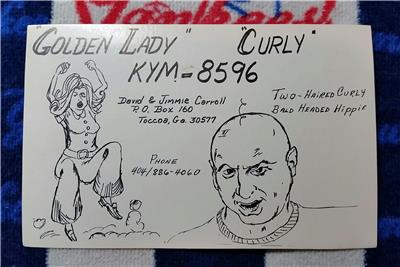 "GOLDEN LADY" "CURLY"
KYM-8596
David & Jimmie Carroll
P.O. Box 160
Toccoa, Ga. 30577
TWO-HAIRED CURLY
BALD HEADED HIPPIE
PHONE
404/886-4060